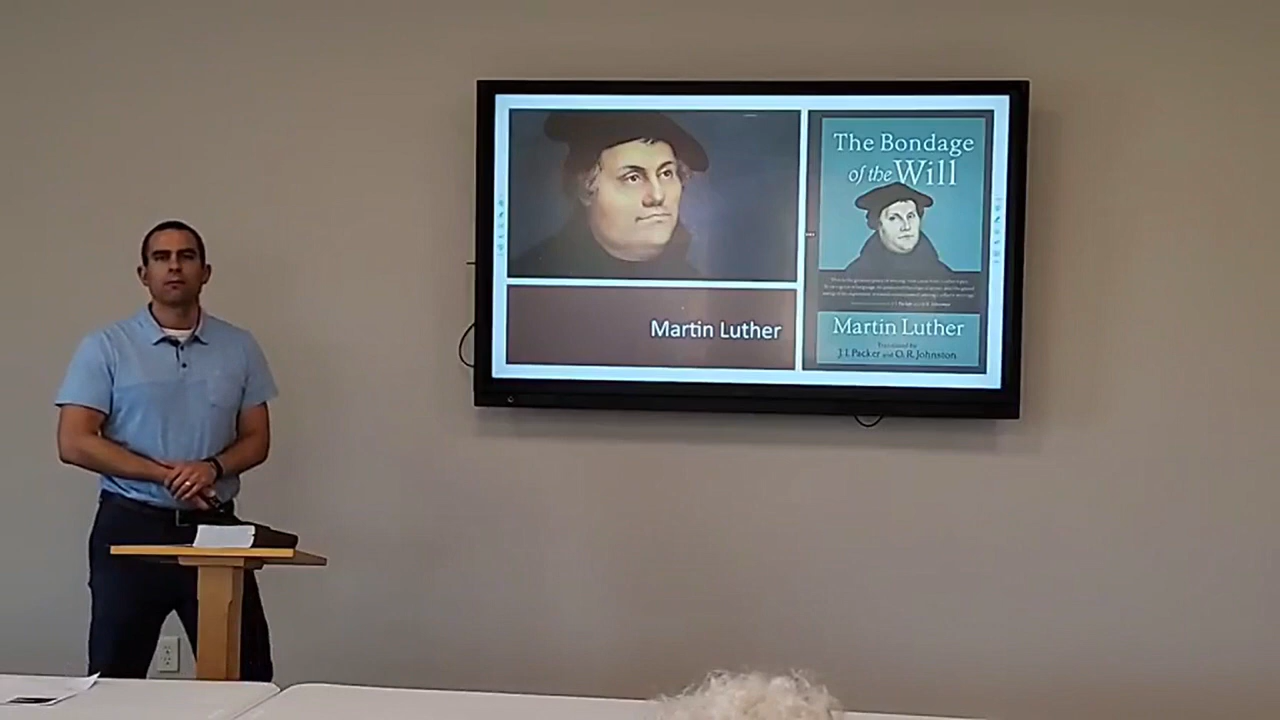 Martin Luther
The Bondage
of the Will
Martin Luther
Translated by
J. I. Packer and O. R. Johnston